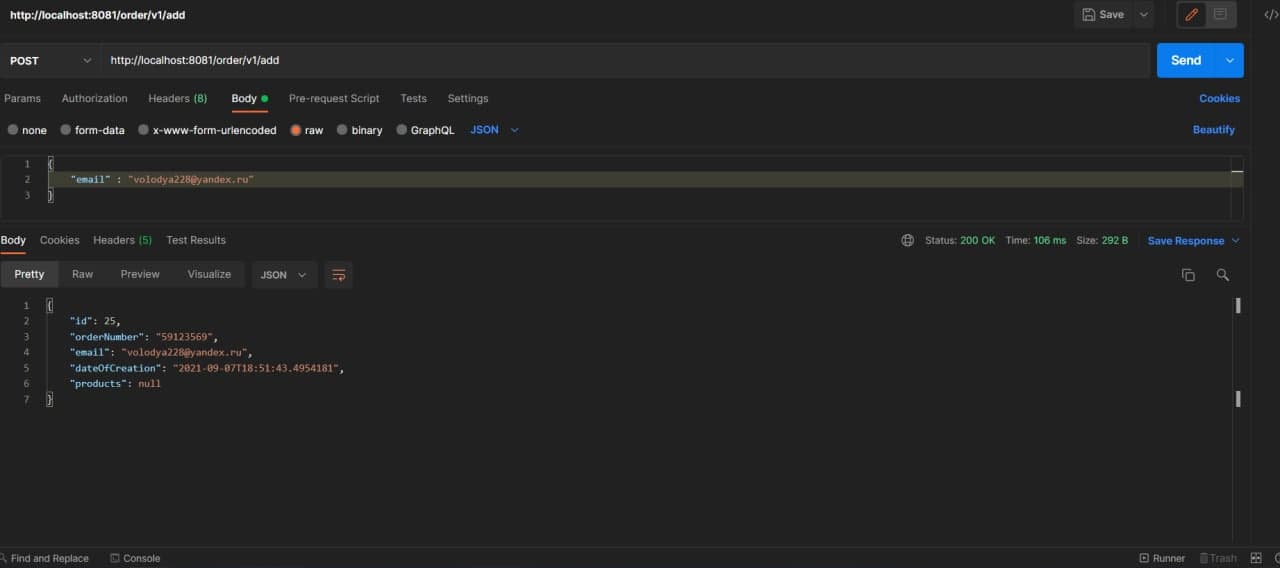 http://localhost:8081/order/v1/add
Save
POST
http://localhost:8081/order/v1/add
Send
Params Authorization Headers (8) Body Pre-request Script Tests Settings Cookies
none form-data x-www-form-urlencoded raw binary GraphQL JSON Beautify
1 {
2 "email" : "volodya228@yandex.ru"
3 }
Body Cookies Headers (5) Test Results Status: 200 OK Time: 106 ms Size: 292 B Save Response
Pretty Raw Preview Visualize JSON
1 {
2 "id": 25,
3 "orderNumber": "59123569",
4 "email": "volodya228@yandex.ru",
5 "dateOfCreation": "2021-09-07T18:51:43.4954181",
6 "products": null
7 }
Find and Replace Console Runner Trash